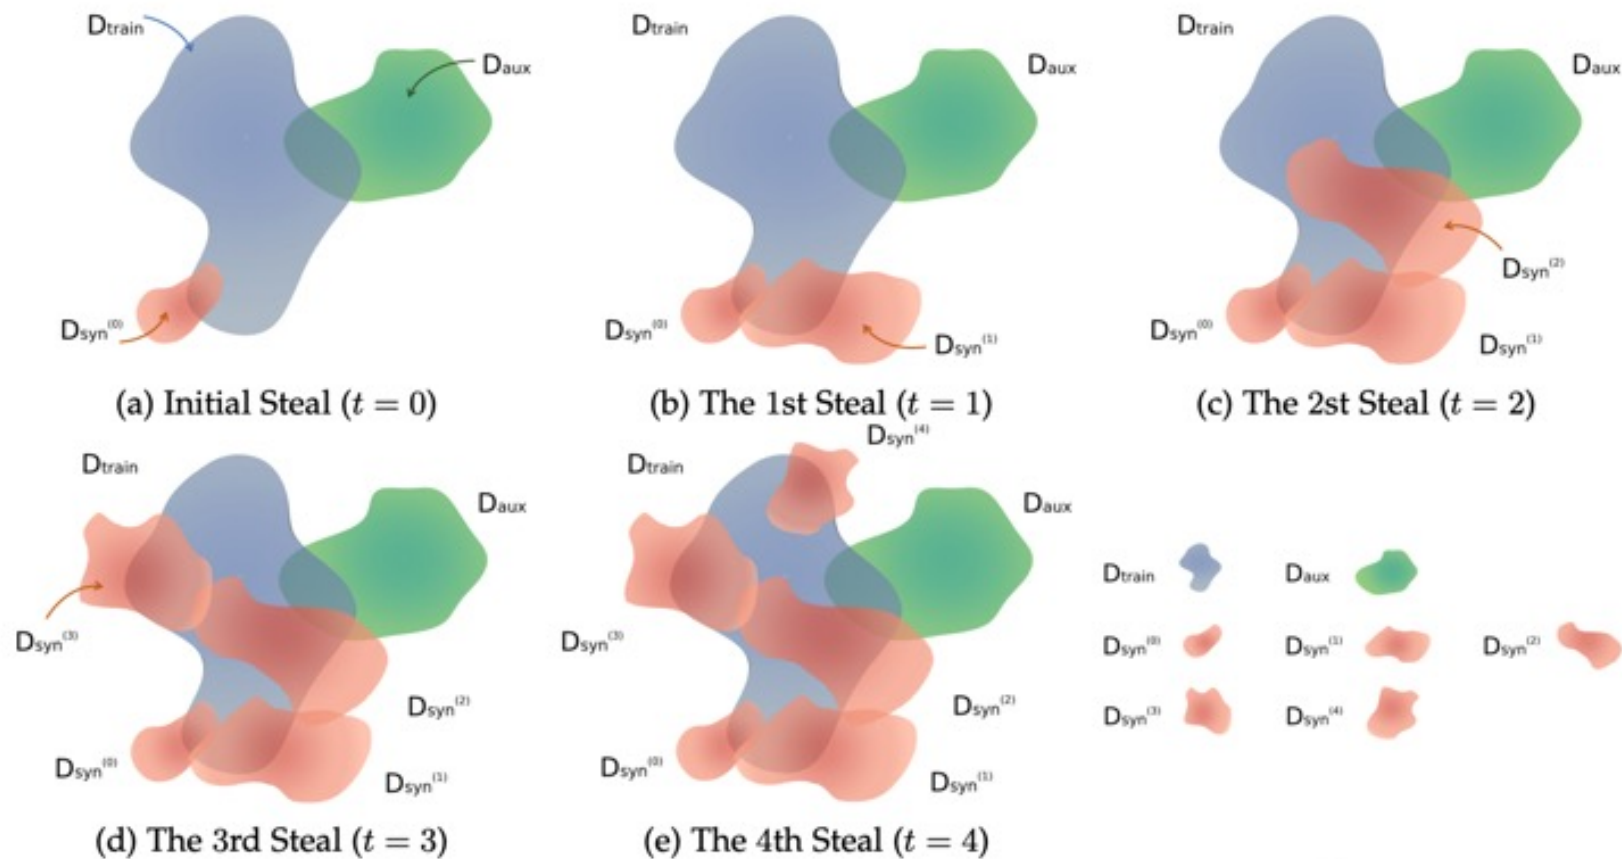 Dtrain
Daux
Dsyn(0)
(a) Initial Steal (t = 0)
Dtrain
Daux
Dsyn(0)
Dsyn(1)
(b) The 1st Steal (t = 1)
Dtrain
Daux
Dsyn(2)
Dsyn(0)
Dsyn(1)
(c) The 2st Steal (t = 2)
Dtrain
Daux
Dsyn(3)
Dsyn(2)
Dsyn(0)
Dsyn(1)
(d) The 3rd Steal (t = 3)
Dsyn(4)
Dtrain
Daux
Dsyn(3)
Dsyn(2)
Dsyn(0)
Dsyn(1)
(e) The 4th Steal (t = 4)
Dtrain Daux
Dsyn(0) Dsyn(1) Dsyn(2)
Dsyn(3) Dsyn(4)